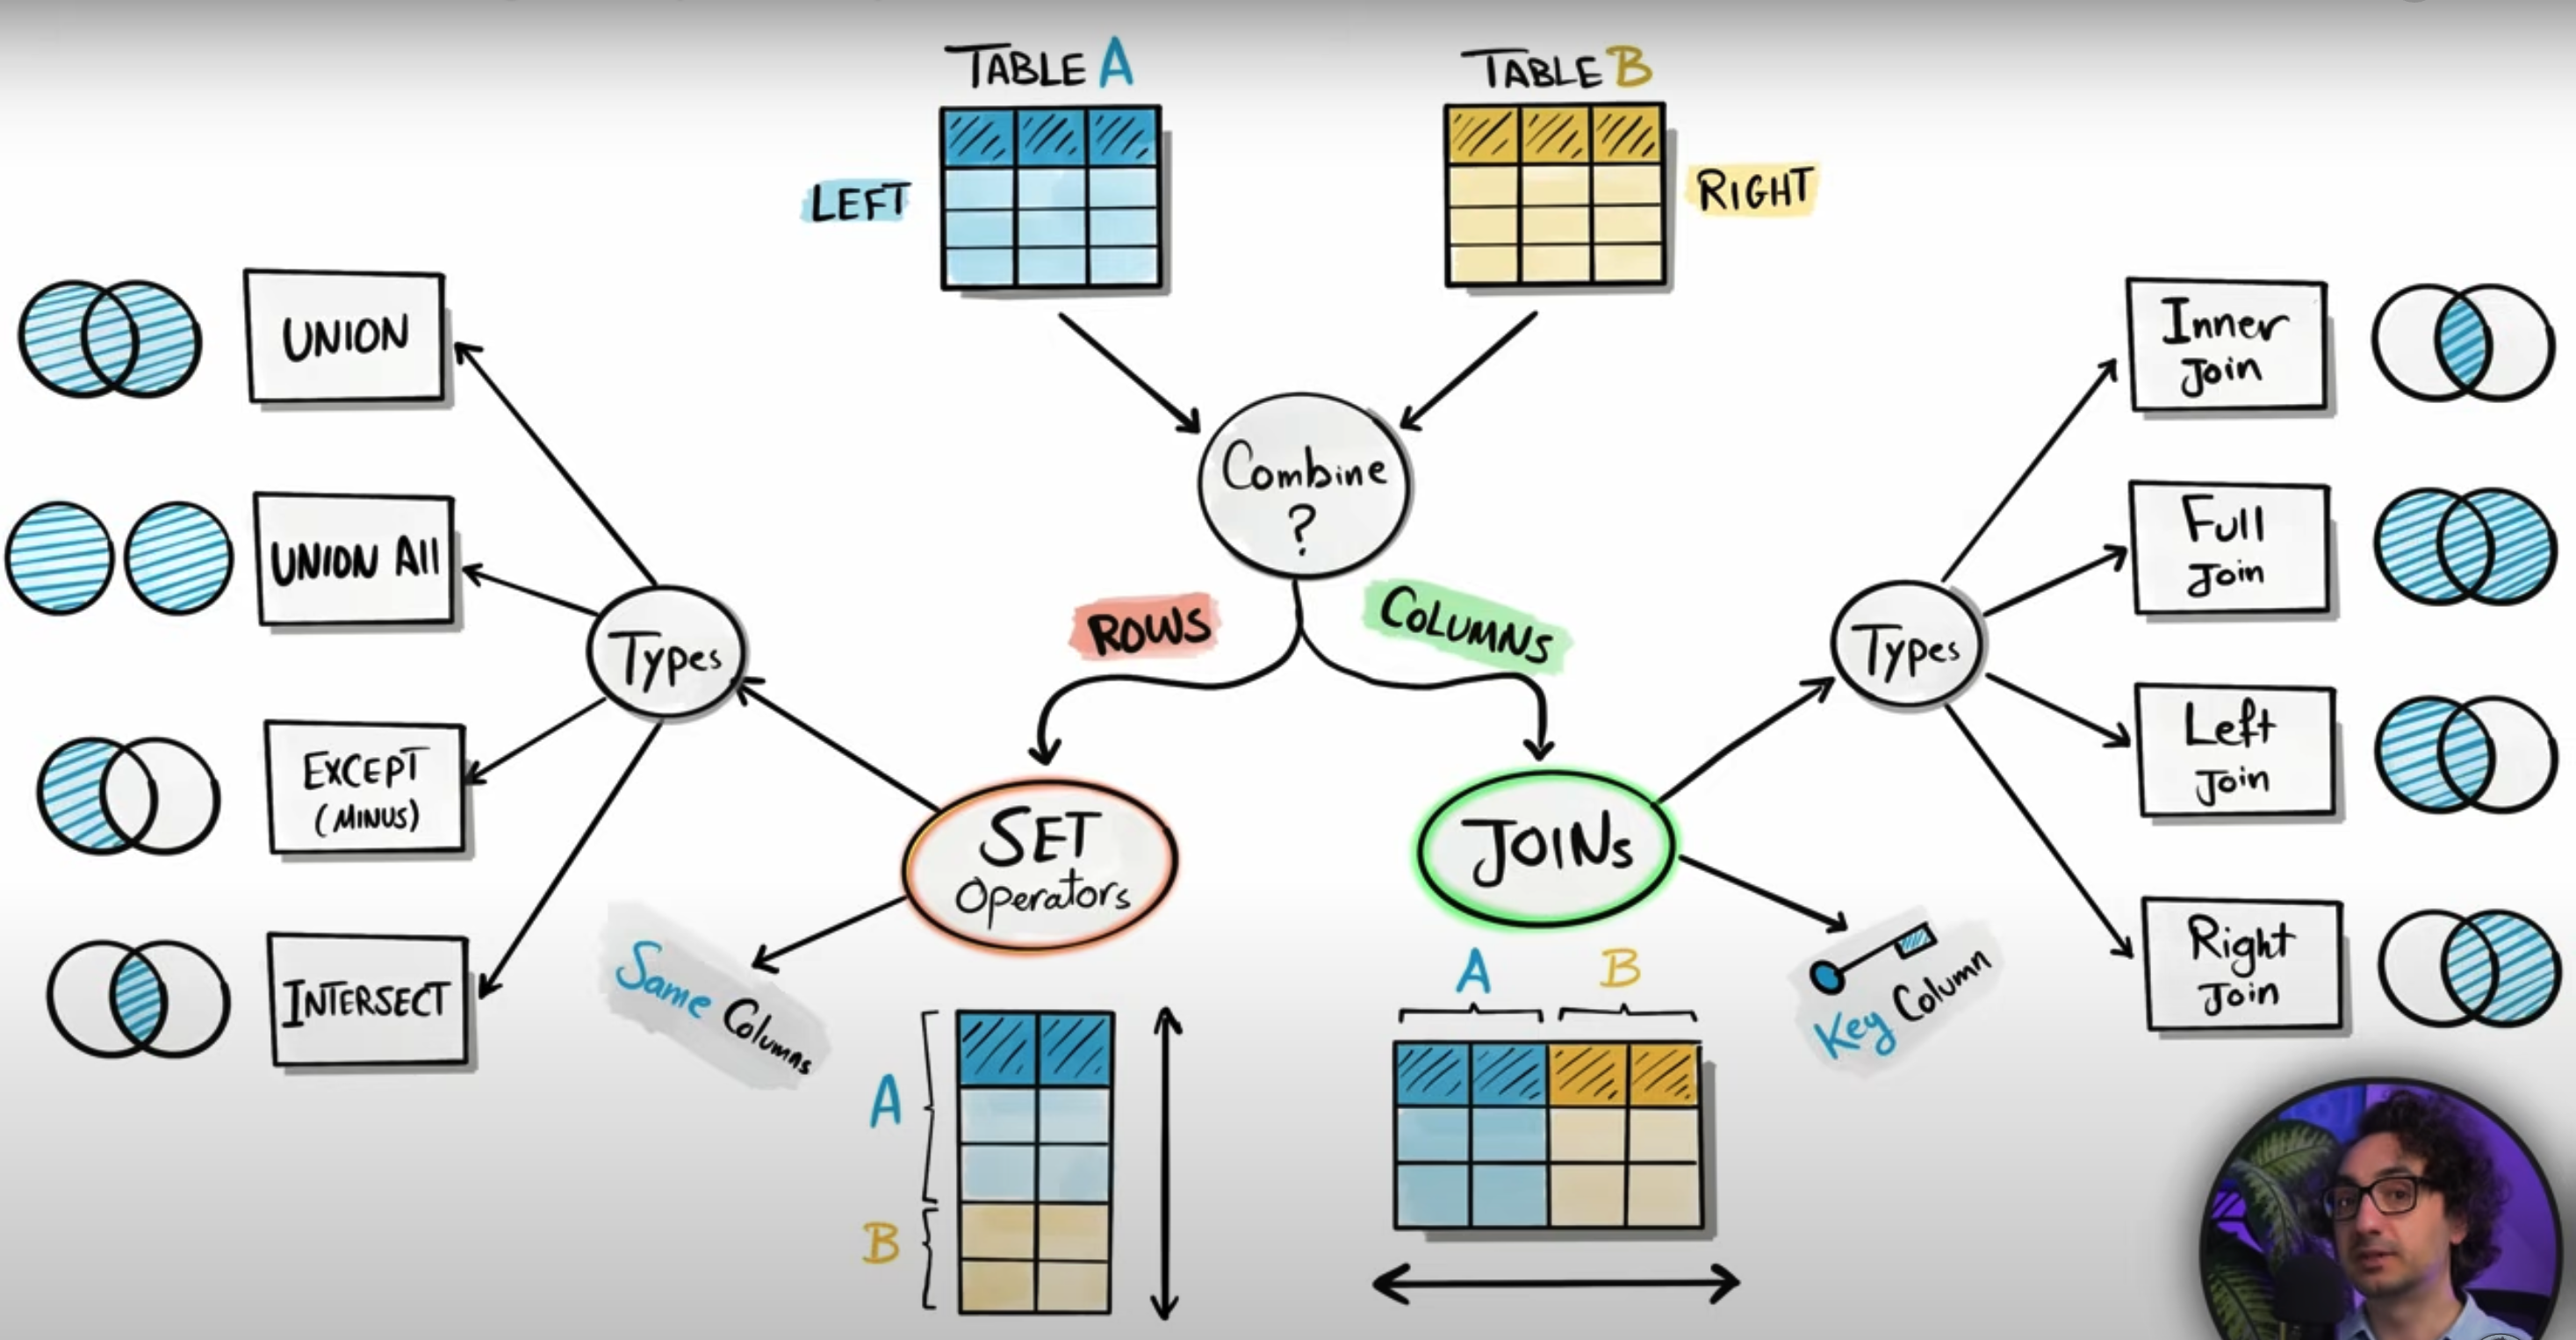 TABLE A
TABLE B
LEFT
RIGHT
Combine
?
ROWS
COLUMNS
SET
Operators
JOINs
Types
UNION
UNION All
EXCEPT
(MINUS)
INTERSECT
Same Columns
A
B
Types
Inner
Join
Full
Join
Left
Join
Right
Join
Key Column
A B